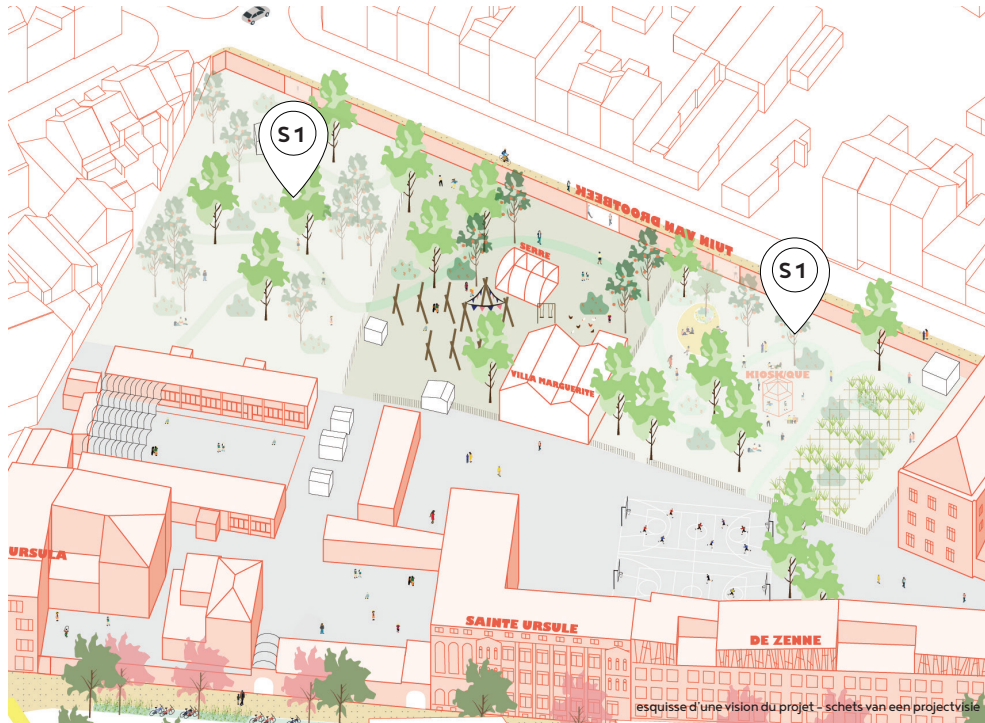 S1
TUIN VAN DROOTBEEK
SERRE
S1
KIOSK/QUE
VILLA MARGUERITE
URSULA
SAINTE URSULE
DE ZENNE
esquisse d'une vision du projet - schets van een projectvisie